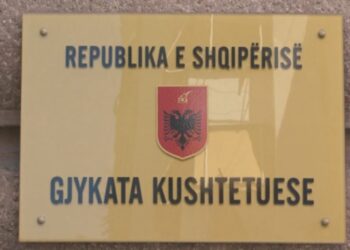 REPUBLIKA E SHQIPËRISË
GJYKATA KUSHTETUESE